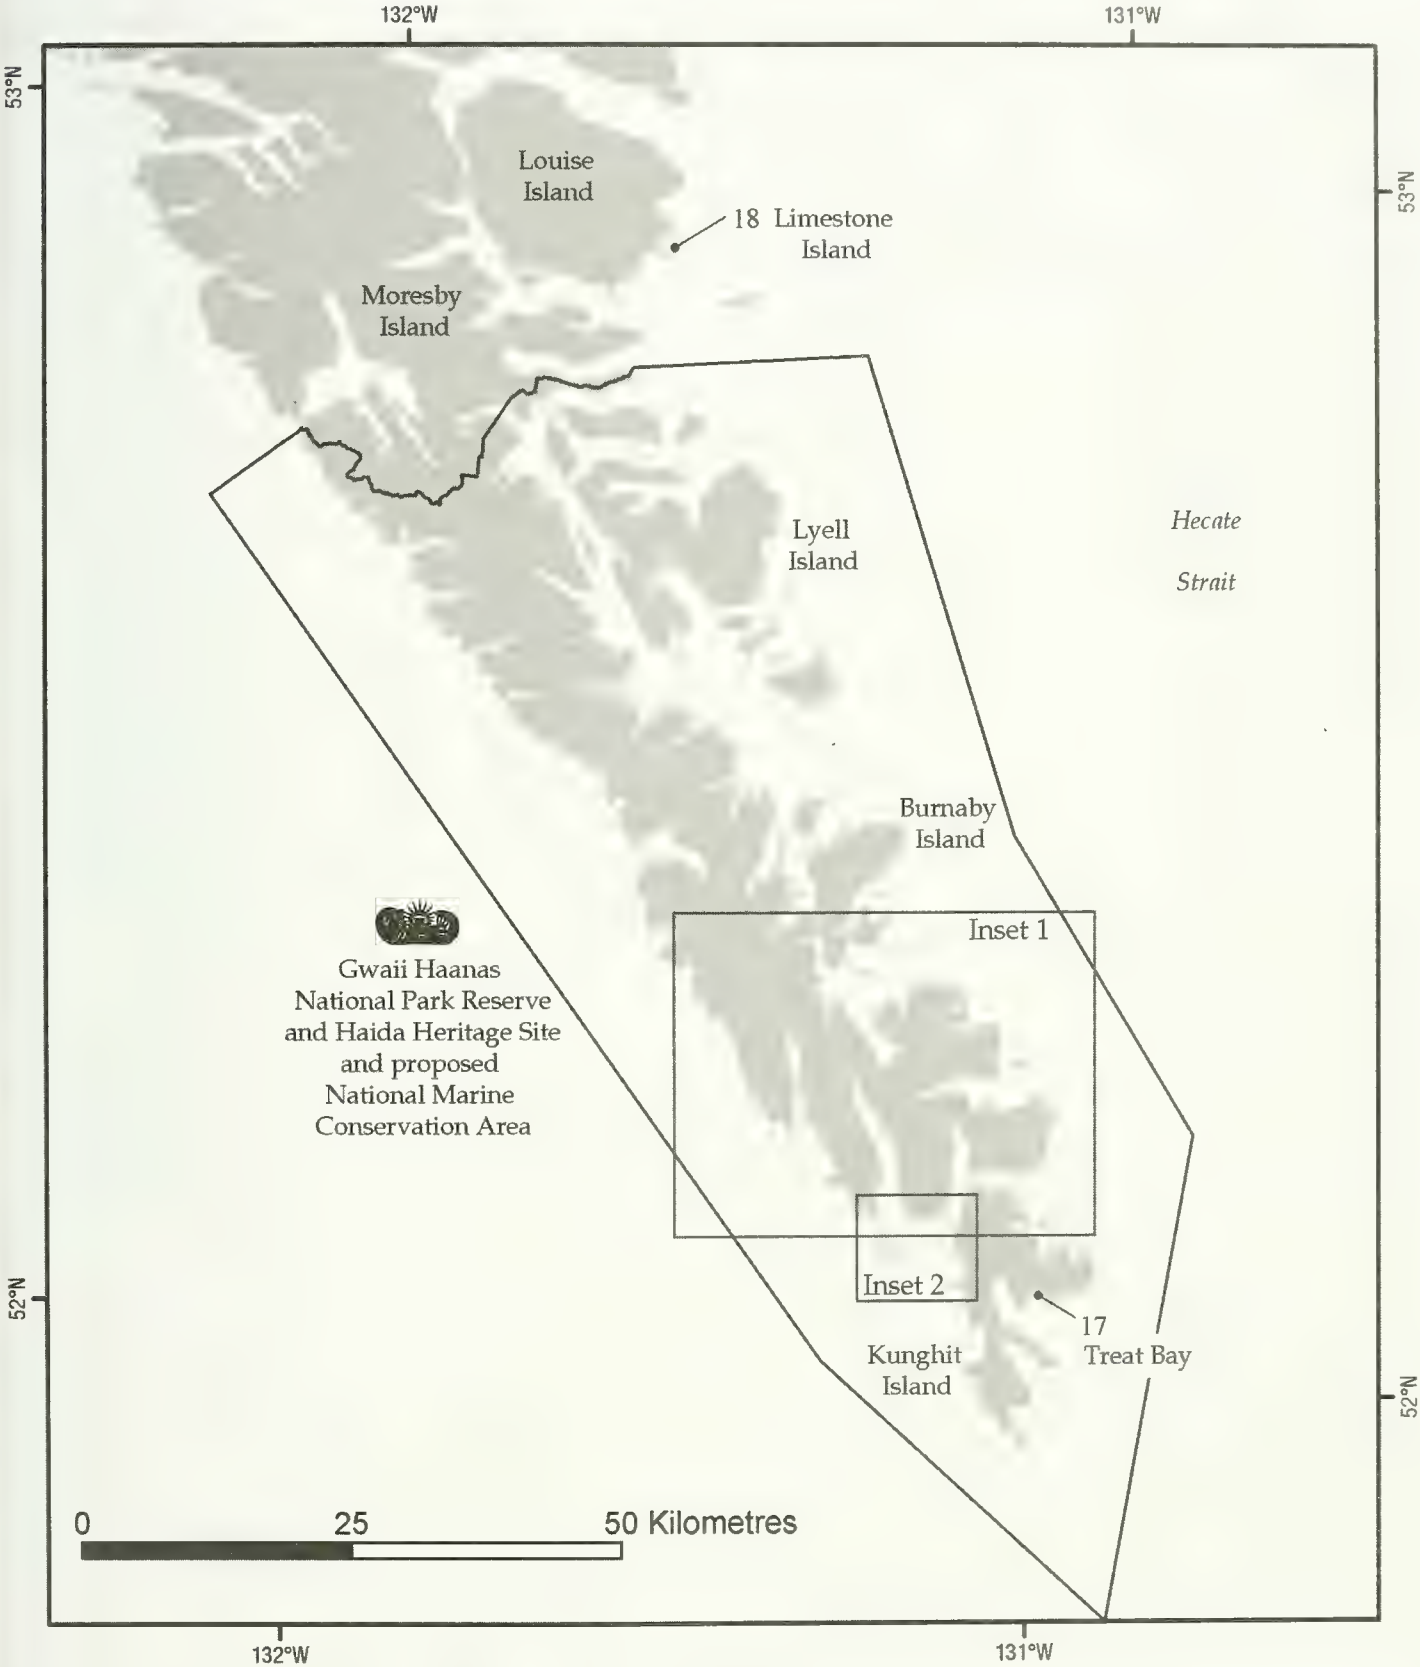 132°W
131°W
53°N
53°N
Louise
Island
18 Limestone
Island
Moresby
Island
Hecate
Strait
Lyell
Island
Burnaby
Island
Inset 1
Gwaii Haanas
National Park Reserve
and Haida Heritage Site
and proposed
National Marine
Conservation Area
Inset 2
52°N
17
Treat Bay
Kunghit
Island
52°N
0
25
50 Kilometres
132°W
131°W